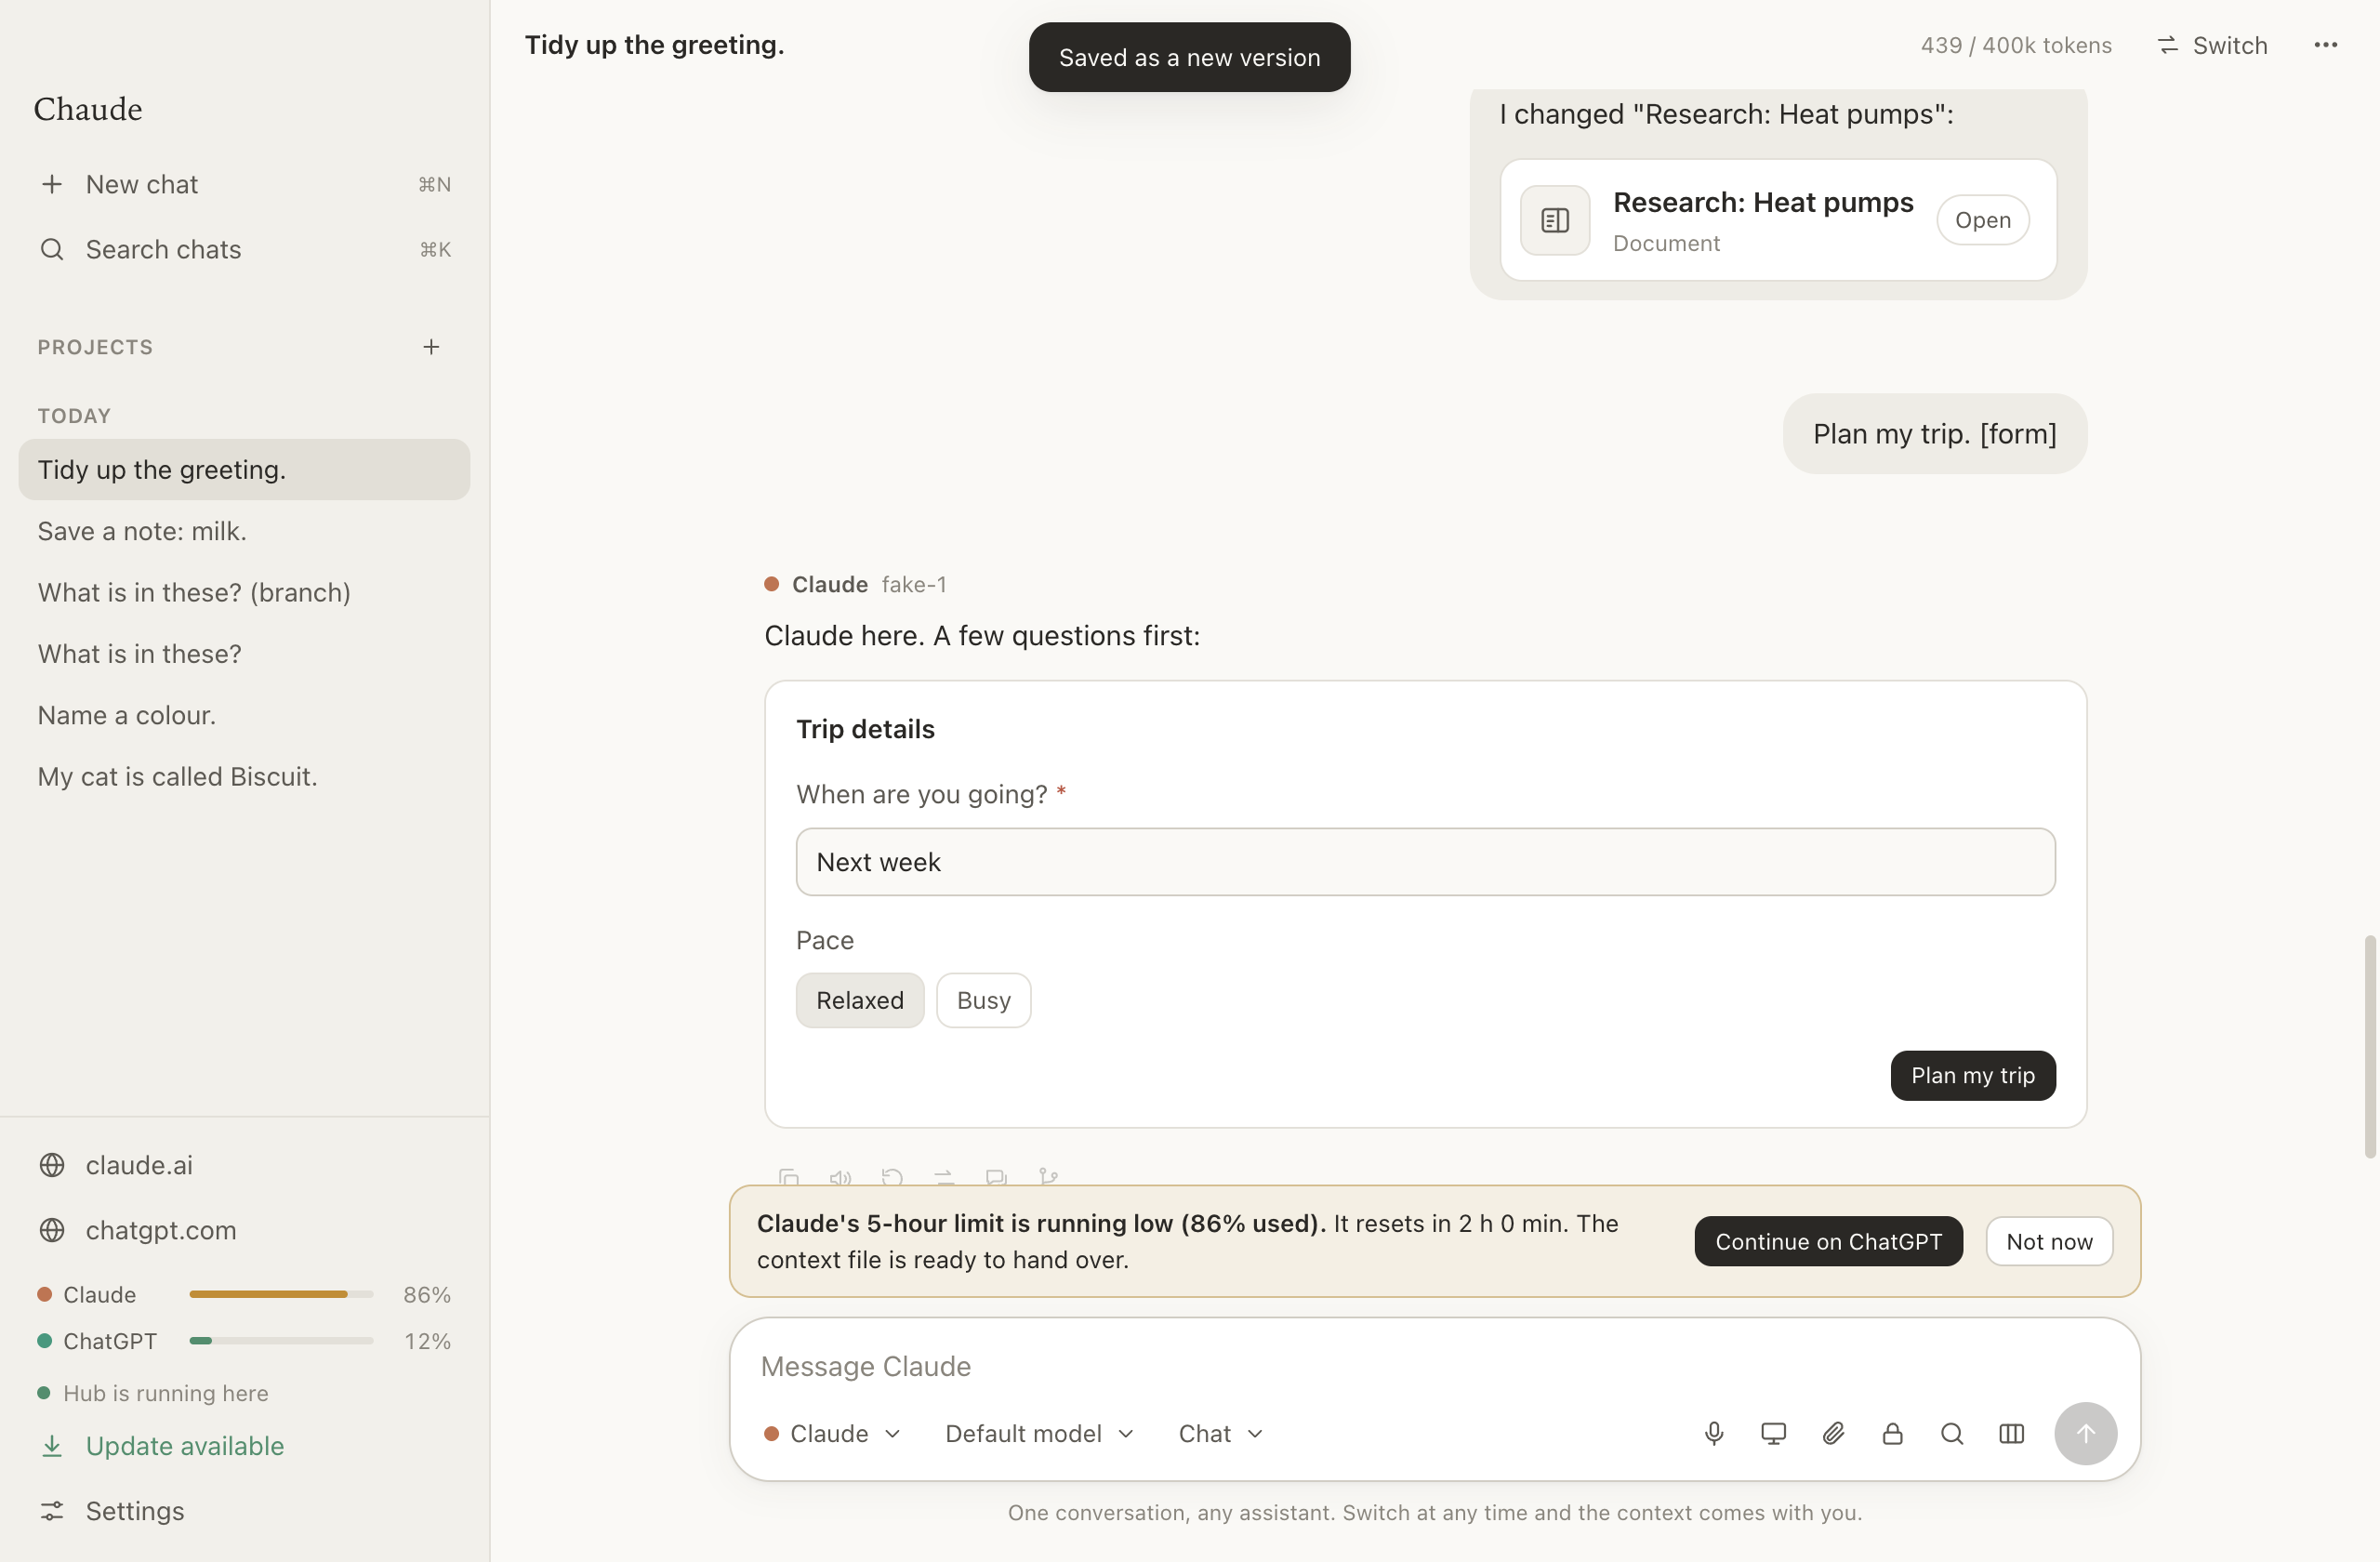 Tidy up the greeting.
Saved as a new version
439 / 400k tokens
Switch
Chaude
New chat ⌘N
Search chats ⌘K
PROJECTS
TODAY
Tidy up the greeting.
Save a note: milk.
What is in these? (branch)
What is in these?
Name a colour.
My cat is called Biscuit.
claude.ai
chatgpt.com
Claude 86%
ChatGPT 12%
Hub is running here
Update available
Settings
I changed "Research: Heat pumps":
Research: Heat pumps
Document
Open
Plan my trip. [form]
Claude fake-1
Claude here. A few questions first:
Trip details
When are you going? *
Next week
Pace
Relaxed
Busy
Plan my trip
Claude's 5-hour limit is running low (86% used). It resets in 2 h 0 min. The
context file is ready to hand over.
Continue on ChatGPT
Not now
Message Claude
Claude
Default model
Chat
One conversation, any assistant. Switch at any time and the context comes with you.